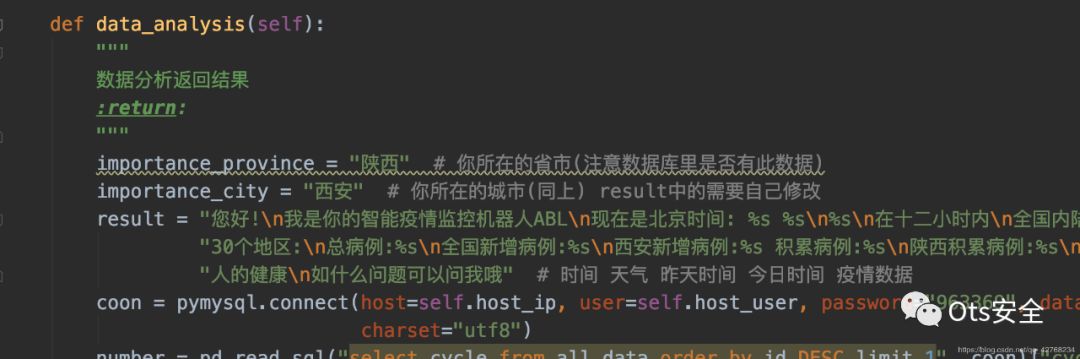 def data_analysis(self):
"""
数据分析返回结果
:return:
"""
importance_province = "陕西" # 你所在的省市(注意数据库里是否有此数据)
importance_city = "西安" # 你所在的城市(同上) result中的需要自己修改
result = "您好!\n我是你的智能疫情监控机器人ABL\n现在是北京时间: %s %s\n%s\n在十二小时内\n全国内陆
"30个地区:\n总病例:%s\n全国新增病例:%s\n西安新增病例:%s 积累病例:%s\n陕西积累病例:%s\n
"人的健康\n如什么问题可以问我哦" # 时间 天气 昨天时间 今日时间 疫情数据
coon = pymysql.connect(host=self.host_ip, user=self.host_user, password="963369", data
charset="utf8")
number = pd.read_sql("select cycle from all_data order by id DESC limit 1", coon)
Ots安全